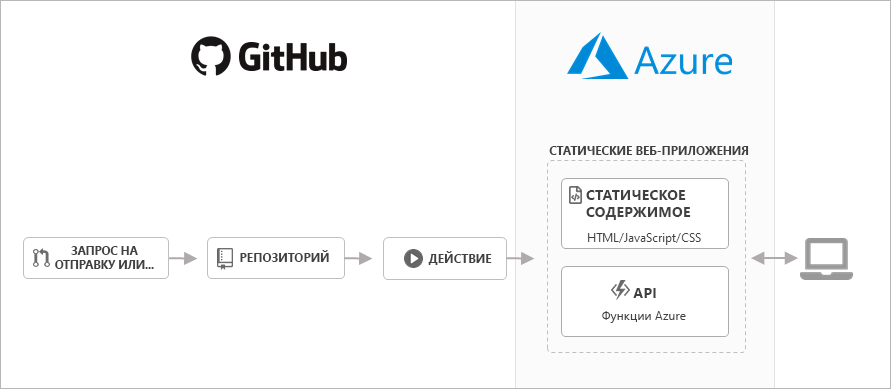 GitHub
Azure
СТАТИЧЕСКИЕ ВЕБ-ПРИЛОЖЕНИЯ
СТАТИЧЕСКОЕ
СОДЕРЖИМОЕ
HTML/JavaScript/CSS
ЗАПРОС НА
ОТПРАВКУ ИЛИ...
РЕПОЗИТОРИЙ
ДЕЙСТВИЕ
API
Функции Azure